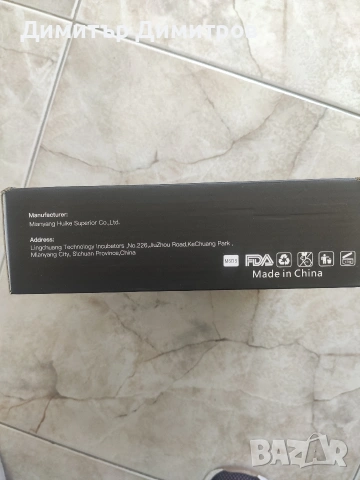 Димитър Димитров
Manufacturer:
Mianyang Huike Superior Co.,Ltd.
Address:
Lingchuang Technology Incubators ,No.226,JiuZhou Road,KeChuang Park ,
Mianyang City, Sichuan Province,China
FDA
Made in China
BAZAR